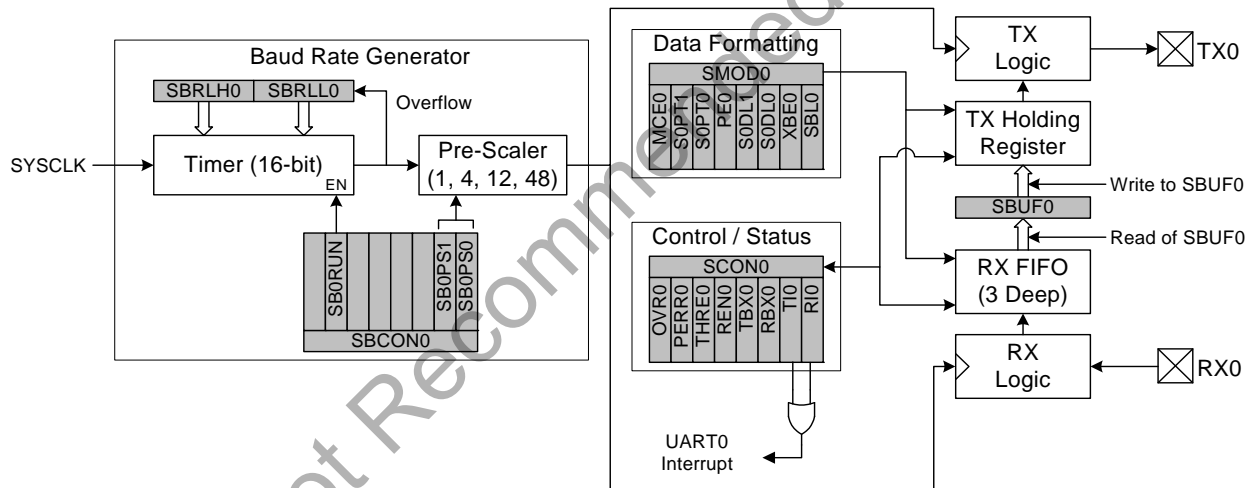 Baud Rate Generator
SBRLH0 SBRLL0
Overflow
SYSCLK
Timer (16-bit)
EN
Pre-Scaler
(1, 4, 12, 48)
SB0RUN
SB0PS1
SB0PS0
SBCON0
Data Formatting
SMOD0
MCE0
S0PT1
S0PT0
PE0
S0DL1
S0DL0
XBE0
SBL0
Control / Status
SCON0
OVR0
PERR0
THRE0
REN0
TBX0
RBX0
TI0
RI0
UART0
Interrupt
TX
Logic
TX0
TX Holding
Register
Write to SBUF0
SBUF0
Read of SBUF0
RX FIFO
(3 Deep)
RX
Logic
RX0
Not Recommended